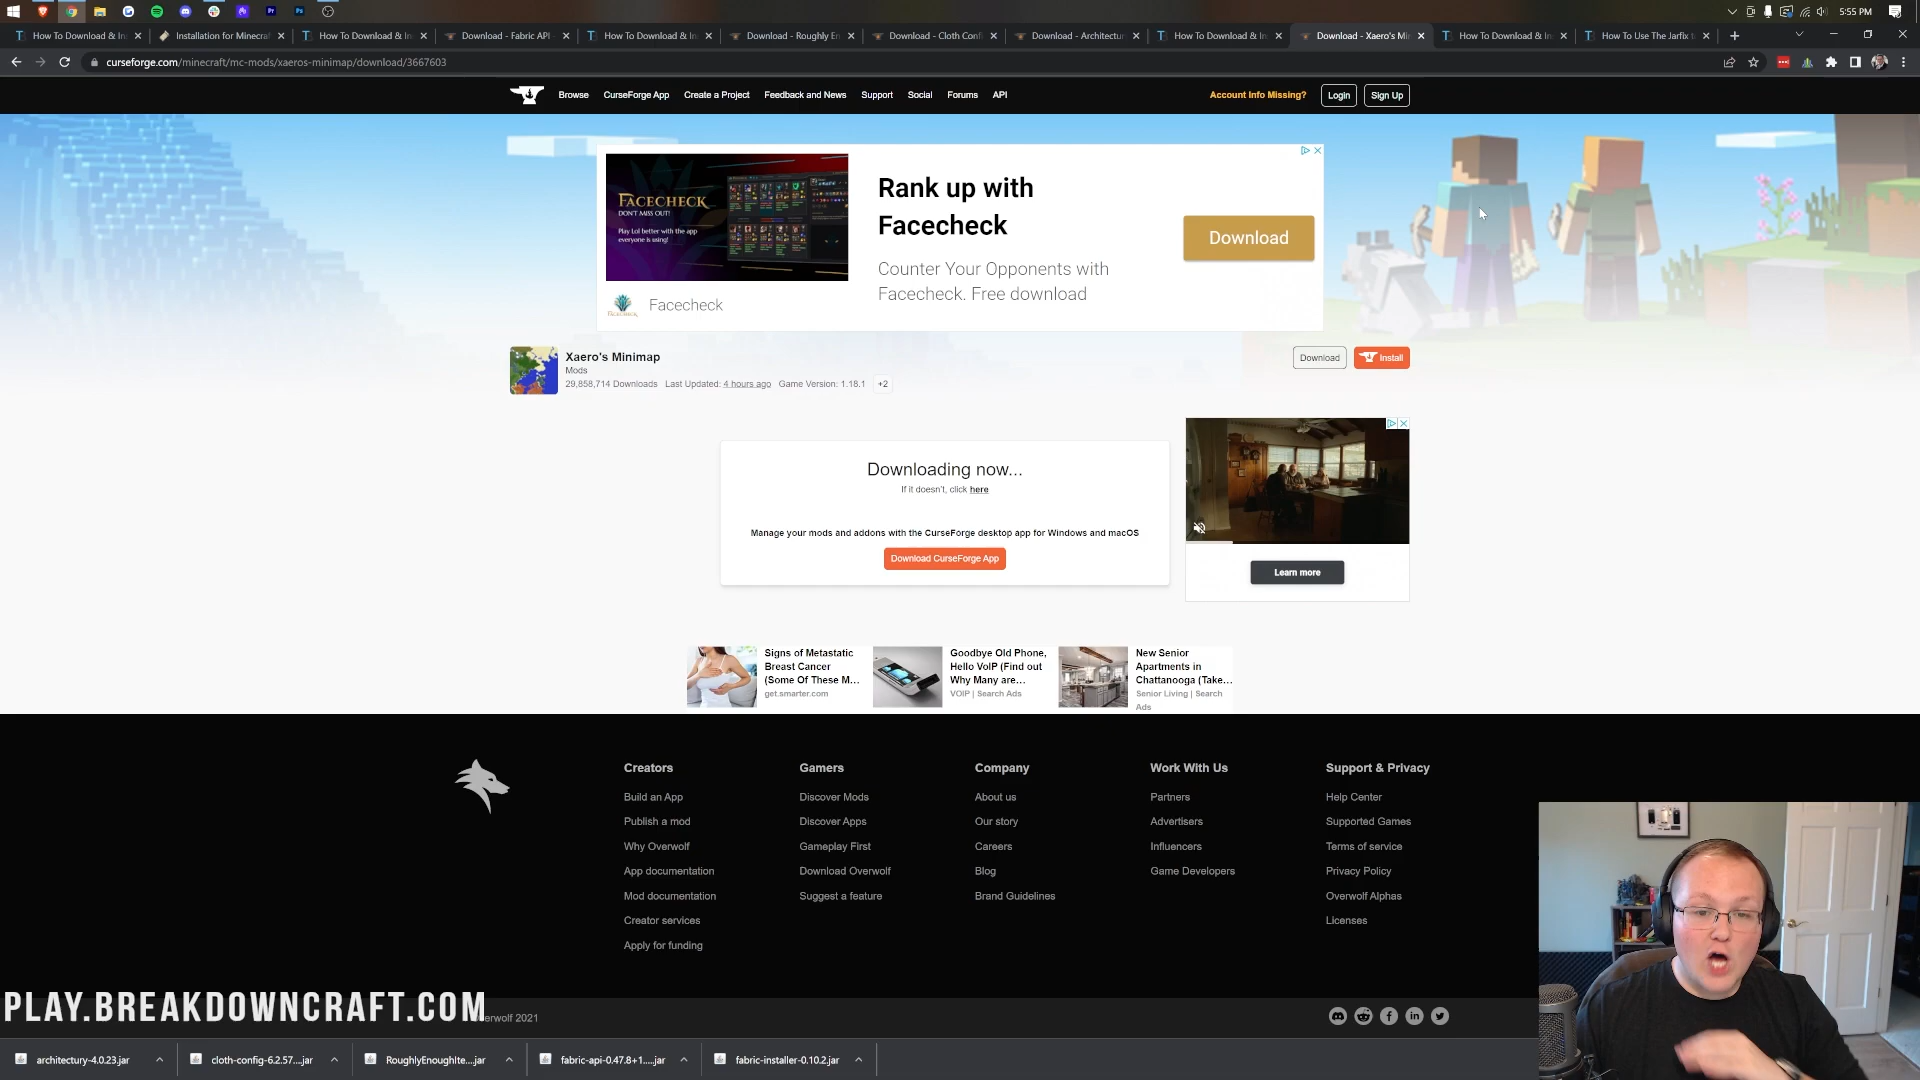 5:55 PM
How To Download & In
Installation for Minecraf
How To Download & In
Download - Fabric API -
How To Download & In
Download - Roughly En
Download - Cloth Confi
Download - Architectur
How To Download & In
Download - Xaero's Min
How To Download & In
How To Use The Jarfix t
curseforge.com/minecraft/mc-mods/xaeros-minimap/download/3667603
Browse
CurseForge App
Create a Project
Feedback and News
Support
Social
Forums
API
Account Info Missing?
Login
Sign Up
FACECHECK
DON'T MISS OUT!
Play Lol better with the app
everyone is using!
Rank up with
Facecheck
Counter Your Opponents with
Facecheck. Free download
Download
Facecheck
Xaero's Minimap
Mods
29,858,714 Downloads Last Updated: 4 hours ago Game Version: 1.18.1 +2
Download
Install
Downloading now...
If it doesn't, click here
Manage your mods and addons with the CurseForge desktop app for Windows and macOS
Download CurseForge App
Learn more
Signs of Metastatic
Breast Cancer
(Some Of These M...
get.smarter.com
Goodbye Old Phone,
Hello VoIP (Find out
Why Many are...
VOIP | Search Ads
New Senior
Apartments in
Chattanooga (Take...
Senior Living | Search
Ads
Creators
Build an App
Publish a mod
Why Overwolf
App documentation
Mod documentation
Creator services
Apply for funding
Gamers
Discover Mods
Discover Apps
Gameplay First
Download Overwolf
Suggest a feature
Company
About us
Our story
Careers
Blog
Brand Guidelines
Work With Us
Partners
Advertisers
Influencers
Game Developers
Support & Privacy
Help Center
Supported Games
Terms of service
Privacy Policy
Overwolf Alphas
Licenses
PLAY.BREAKDOWNCRAFT.COM
erwolf 2021
architectury-4.0.23.jar
cloth-config-6.2.57....jar
RoughlyEnoughIte....jar
fabric-api-0.47.8+1.....jar
fabric-installer-0.10.2.jar